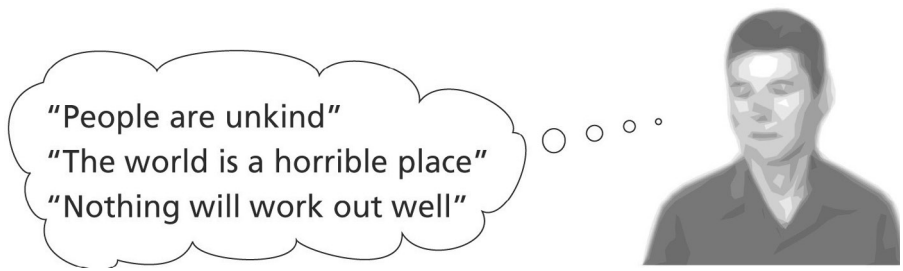 “People are unkind”
“The world is a horrible place”
“Nothing will work out well”